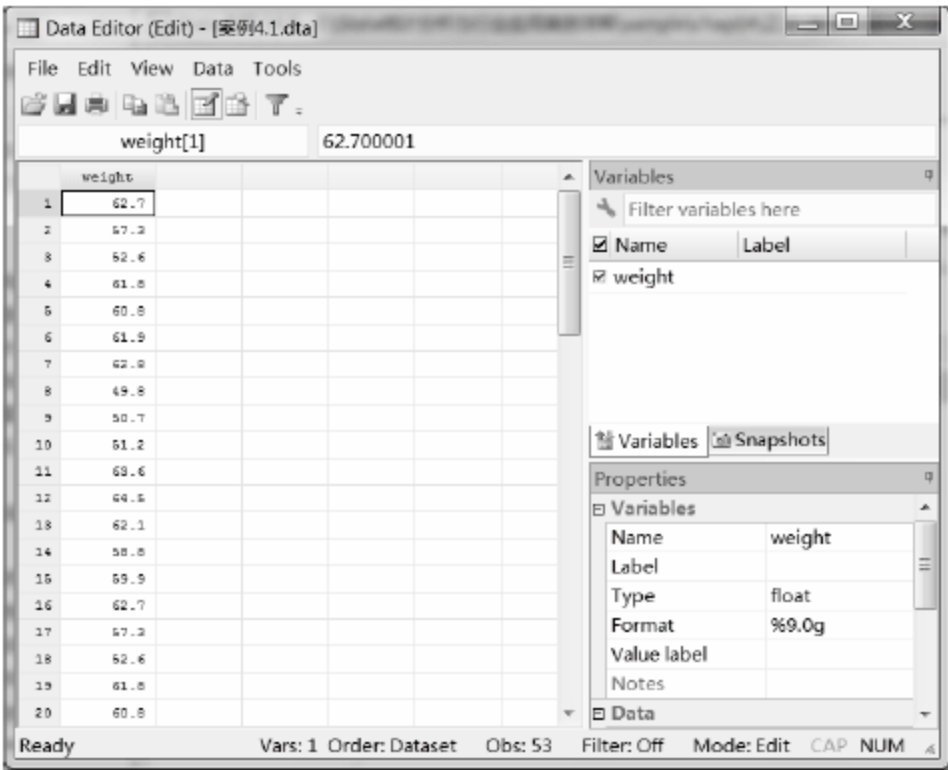 Data Editor (Edit) - [案例4.1.dta]
File Edit View Data Tools
weight[1] 62.700001
weight
1 62.7
2 57.3
3 52.6
4 61.8
5 60.8
6 61.9
7 62.8
8 49.8
9 50.7
10 51.2
11 63.6
12 64.5
13 62.1
14 58.8
15 59.9
16 62.7
17 57.3
18 52.6
19 61.8
20 60.8
Variables
Filter variables here
Name Label
weight
Variables Snapshots
Properties
Variables
Name weight
Label
Type float
Format %9.0g
Value label
Notes
Data
Ready Vars: 1 Order: Dataset Obs: 53 Filter: Off Mode: Edit CAP NUM